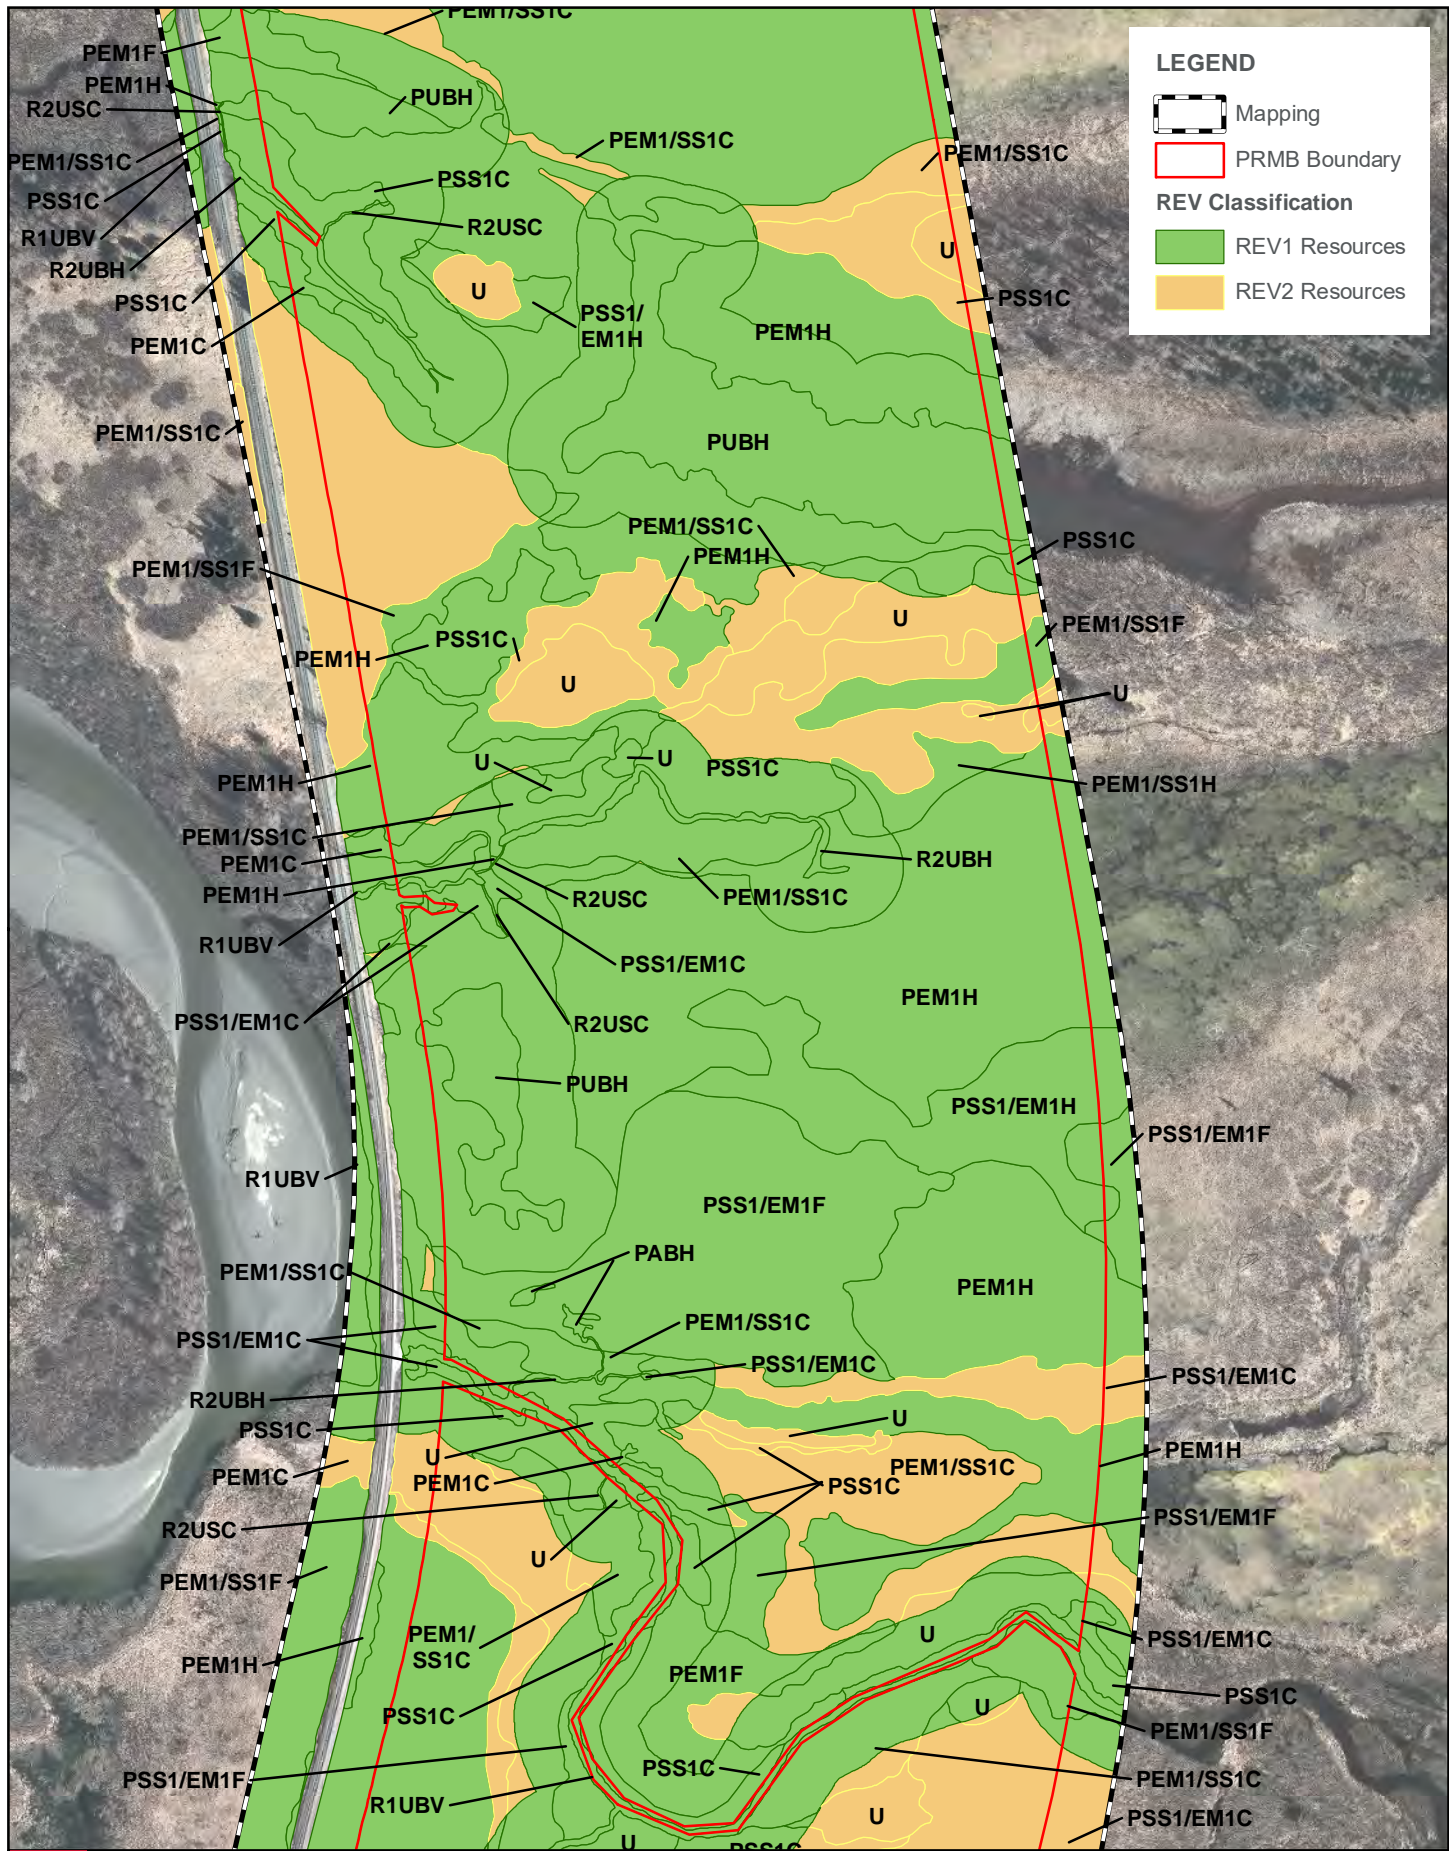 PEM1/SS1C
PEM1F
PEM1H
R2USC
PEM1/SS1C
PSS1C
R1UBV
R2UBH
PSS1C
PEM1C
PEM1/SS1C
PUBH
PEM1/SS1C
PSS1C
R2USC
U
PSS1/
EM1H
PEM1/SS1C
U
PSS1C
PEM1H
LEGEND
Mapping
PRMB Boundary
REV Classification
REV1 Resources
REV2 Resources
PUBH
PEM1/SS1C
PEM1H
PSS1C
PEM1/SS1F
U
PEM1/SS1F
PSS1C
PEM1H
U
U
U
U
PSS1C
PEM1H
PEM1/SS1H
PEM1/SS1C
PEM1C
R2UBH
PEM1H
R2USC
PEM1/SS1C
R1UBV
PSS1/EM1C
PEM1H
PSS1/EM1C
R2USC
PUBH
PSS1/EM1H
PSS1/EM1F
R1UBV
PSS1/EM1F
PABH
PEM1/SS1C
PEM1H
PSS1/EM1C
PEM1/SS1C
PSS1/EM1C
PSS1/EM1C
R2UBH
PSS1C
U
U
PEM1H
PEM1C
PEM1C
PEM1/SS1C
PSS1C
R2USC
PSS1/EM1F
U
PEM1/SS1F
PEM1/
SS1C
U
PSS1/EM1C
PEM1H
PEM1F
PSS1C
PSS1C
U
PEM1/SS1F
PSS1C
PSS1/EM1F
PEM1/SS1C
R1UBV
U
PSS1/EM1C
U
PSS1C